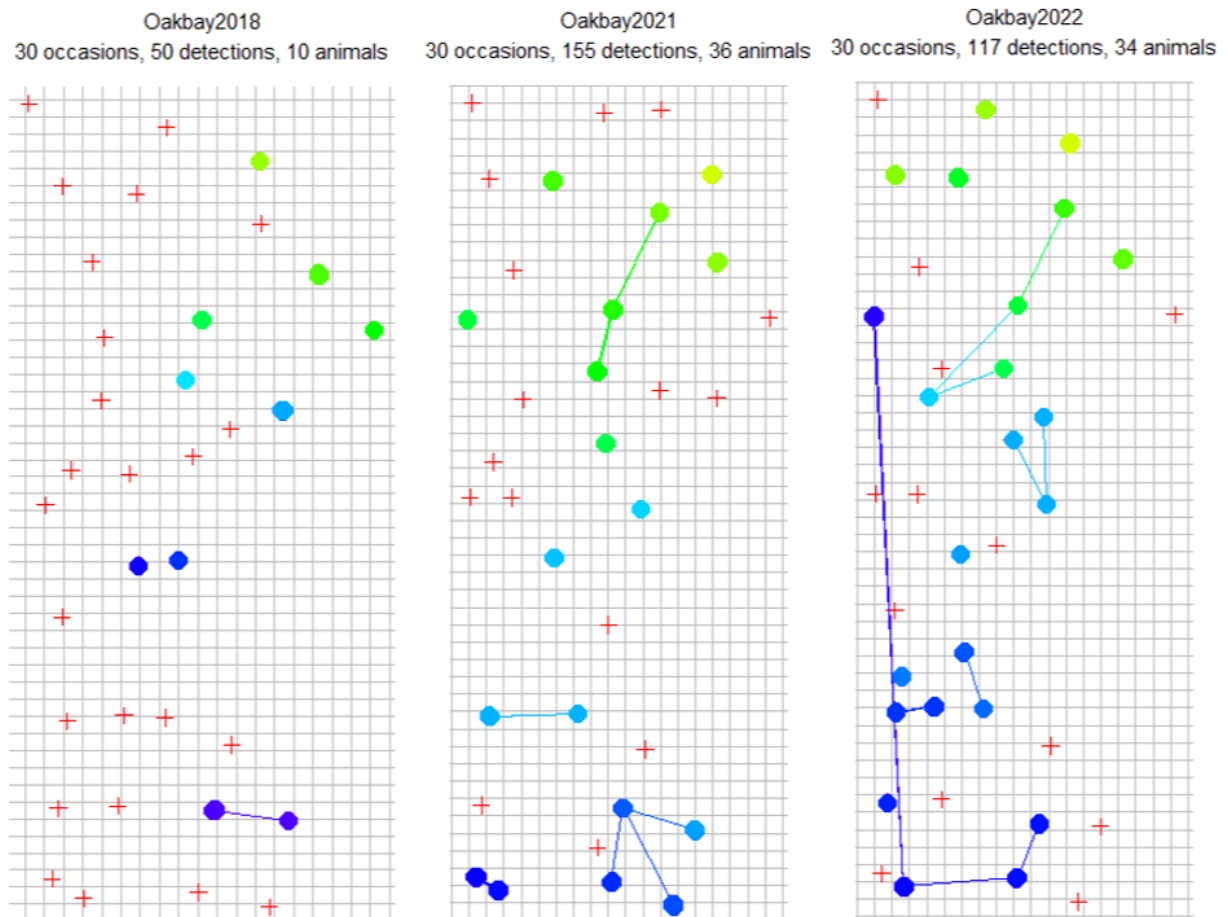 Oakbay2018
30 occasions, 50 detections, 10 animals
Oakbay2021
30 occasions, 155 detections, 36 animals
Oakbay2022
30 occasions, 117 detections, 34 animals